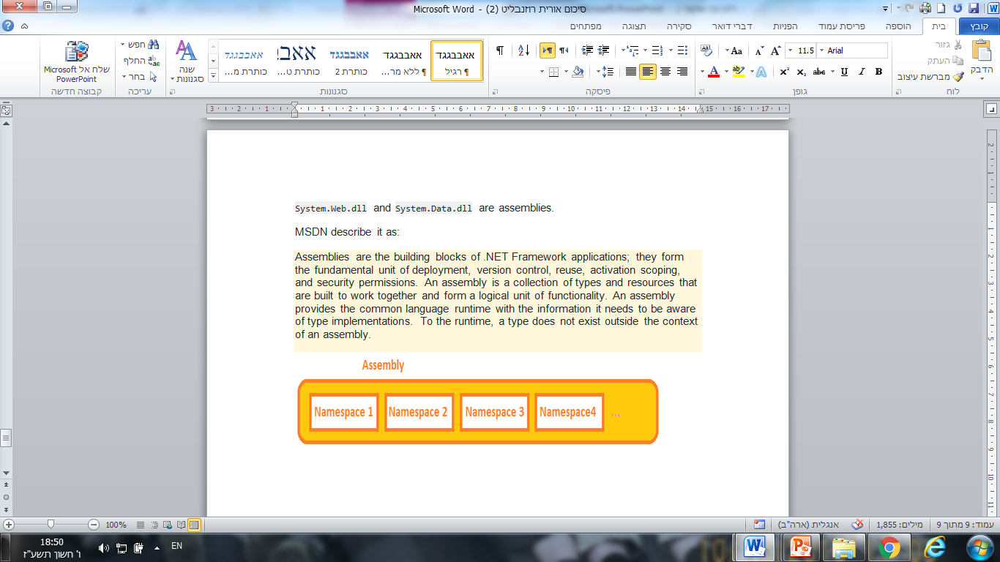 סיכום אורית רוזנבליט (2) - Microsoft Word
קובץ
בית
הוספה
פריסת עמוד
הפניות
דברי דואר
סקירה
תצוגה
מפתחים
הדבק
גזור
העתק
מברשת עיצוב
לוח
Arial
11.5
גופן
פיסקה
אאבבגגד
¶ רגיל
אאבבגגדד
¶ ללא מר...
אאבבגגד
כותרת 2
אאב
כותרת ט...
אאבבגגד
כותרת מ...
שנה
סגנונות
סגנונות
חפש
החלף
בחר
עריכה
שלח אל Microsoft
PowerPoint
קבוצה חדשה
3 2 1 1 2 3 4 5 6 7 8 9 10 11 12 13 14 15 16 17
System.Web.dll and System.Data.dll are assemblies.
MSDN describe it as:
Assemblies are the building blocks of .NET Framework applications; they form
the fundamental unit of deployment, version control, reuse, activation scoping,
and security permissions. An assembly is a collection of types and resources that
are built to work together and form a logical unit of functionality. An assembly
provides the common language runtime with the information it needs to be aware
of type implementations. To the runtime, a type does not exist outside the context
of an assembly.
Assembly
Namespace 1 Namespace 2 Namespace 3 Namespace4 ...
עמוד: 9 מתוך 9
מילים: 1,855
אנגלית (ארה"ב)
100%
EN
18:50
ו' חשון תשע"ז